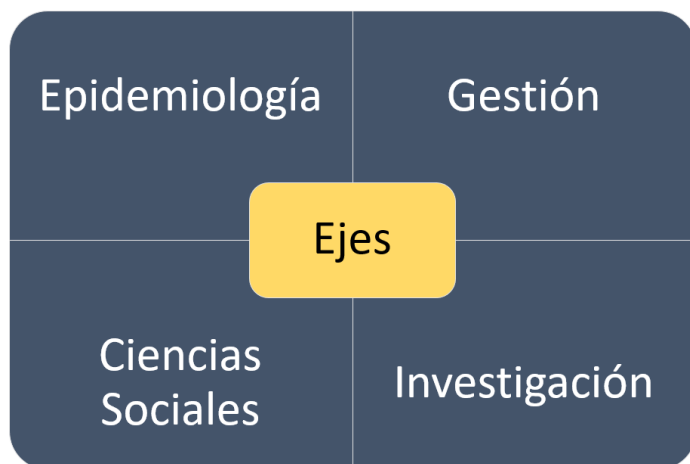 Epidemiología
Gestión
Ejes
Ciencias
Sociales
Investigación